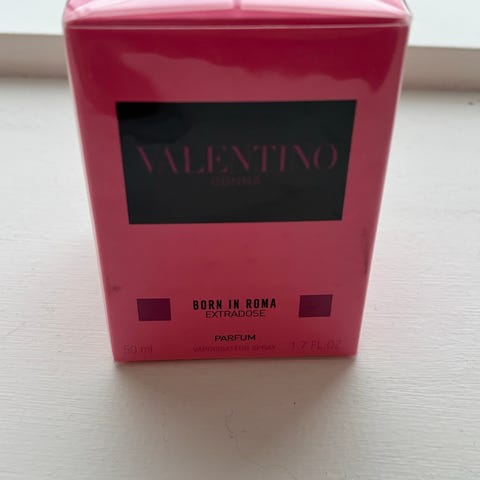 VALENTINO
DONNA
BORN IN ROMA
EXTRADOSE
PARFUM
50 ml VAPORISATEUR SPRAY 1.7 FL.OZ.